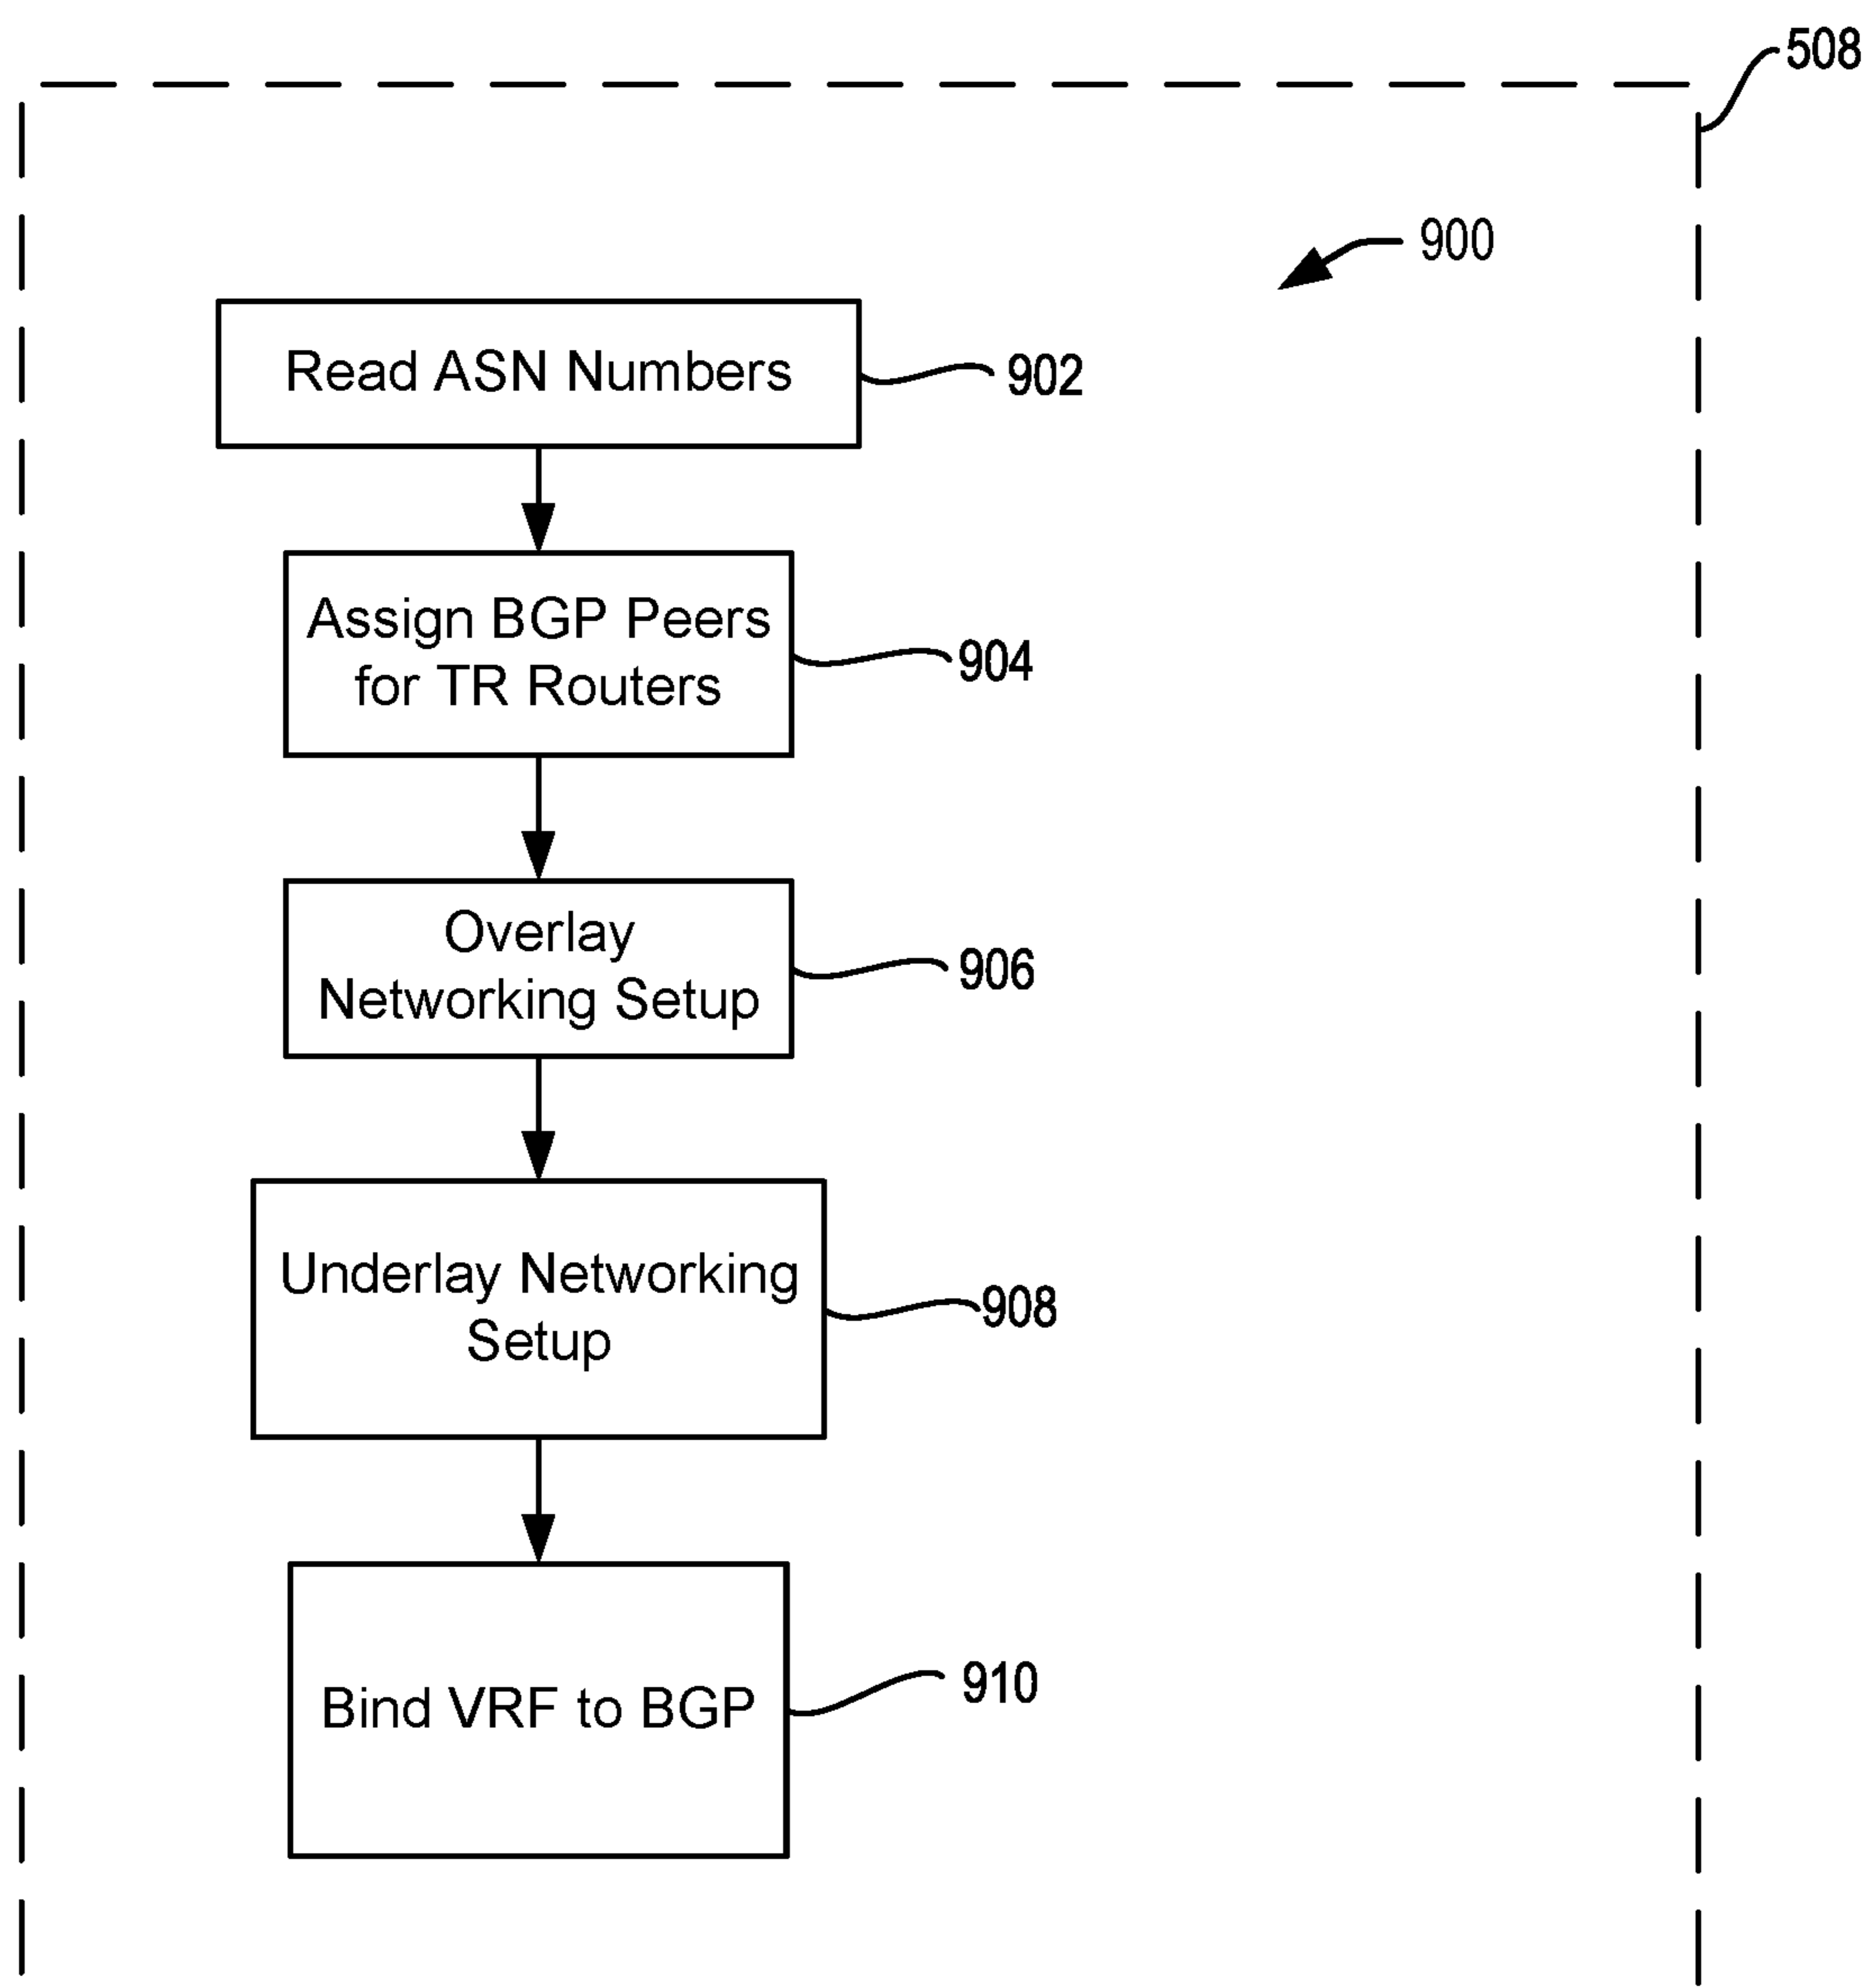 508
900
Read ASN Numbers
902
Assign BGP Peers
for TR Routers
904
Overlay
Networking Setup
906
Underlay Networking
Setup
908
Bind VRF to BGP
910